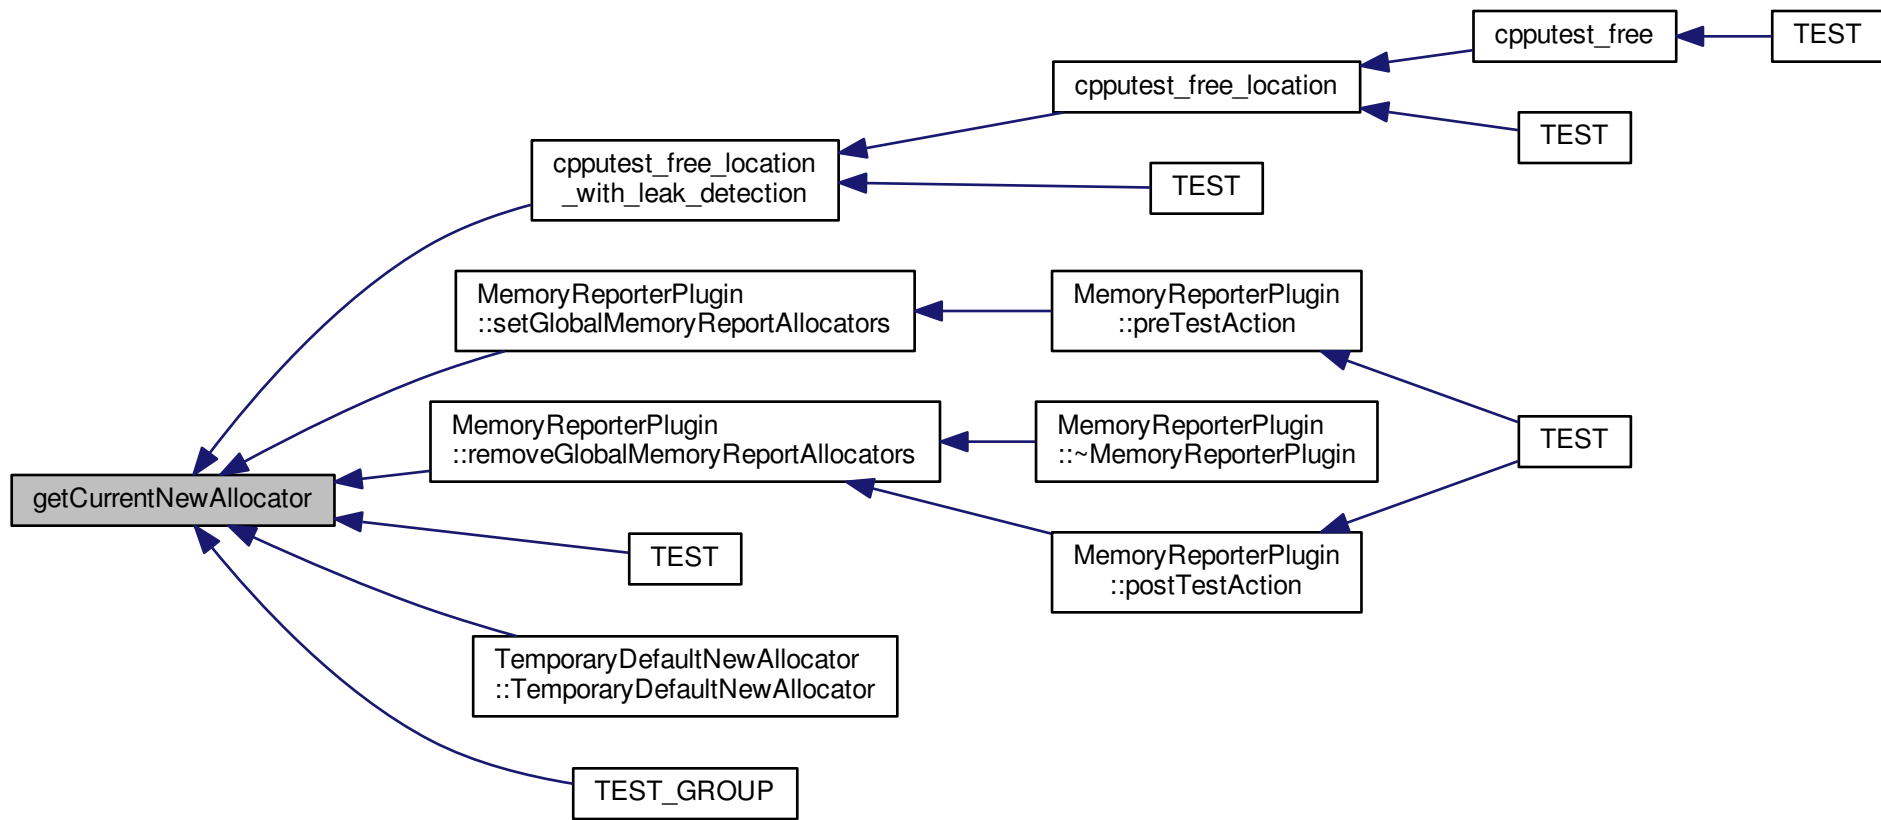 cpputest_free
TEST
cpputest_free_location
TEST
cpputest_free_location
_with_leak_detection
TEST
MemoryReporterPlugin
::setGlobalMemoryReportAllocators
MemoryReporterPlugin
::preTestAction
MemoryReporterPlugin
::removeGlobalMemoryReportAllocators
MemoryReporterPlugin
::~MemoryReporterPlugin
TEST
getCurrentNewAllocator
TEST
MemoryReporterPlugin
::postTestAction
TemporaryDefaultNewAllocator
::TemporaryDefaultNewAllocator
TEST_GROUP